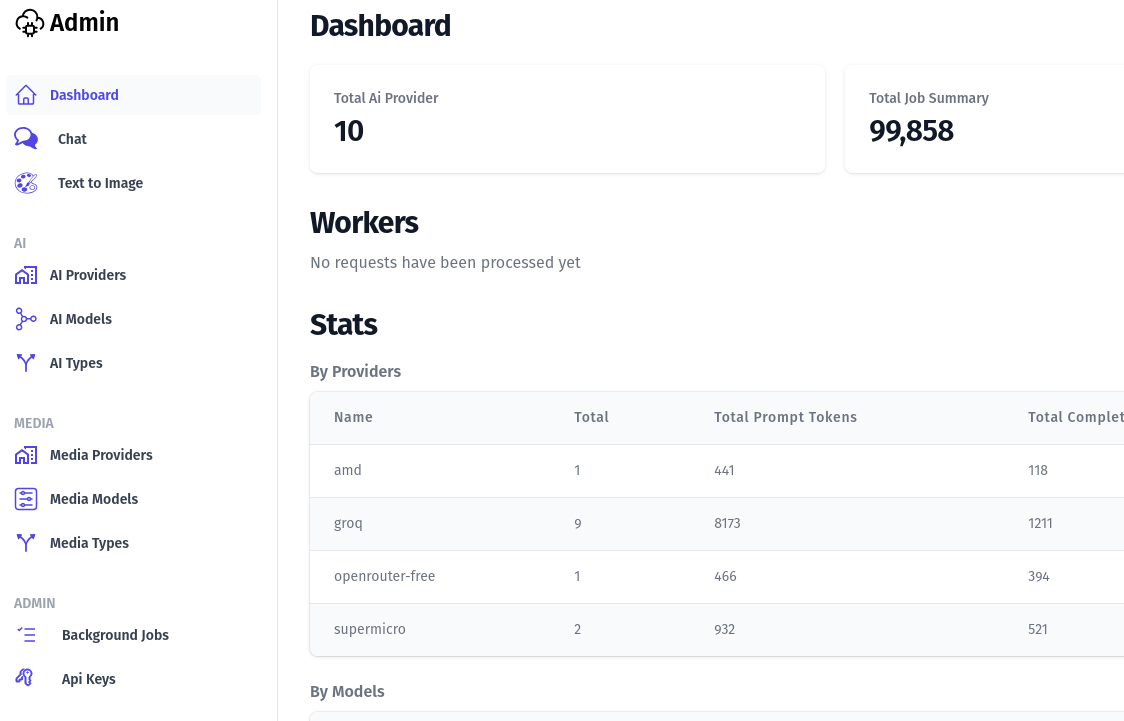 Admin
Dashboard
Chat
Text to Image
AI
AI Providers
AI Models
AI Types
MEDIA
Media Providers
Media Models
Media Types
ADMIN
Background Jobs
Api Keys
Dashboard
Total Ai Provider
10
Total Job Summary
99,858
Workers
No requests have been processed yet
Stats
By Providers
Name Total Total Prompt Tokens Total Complet
amd 1 441 118
groq 9 8173 1211
openrouter-free 1 466 394
supermicro 2 932 521
By Models